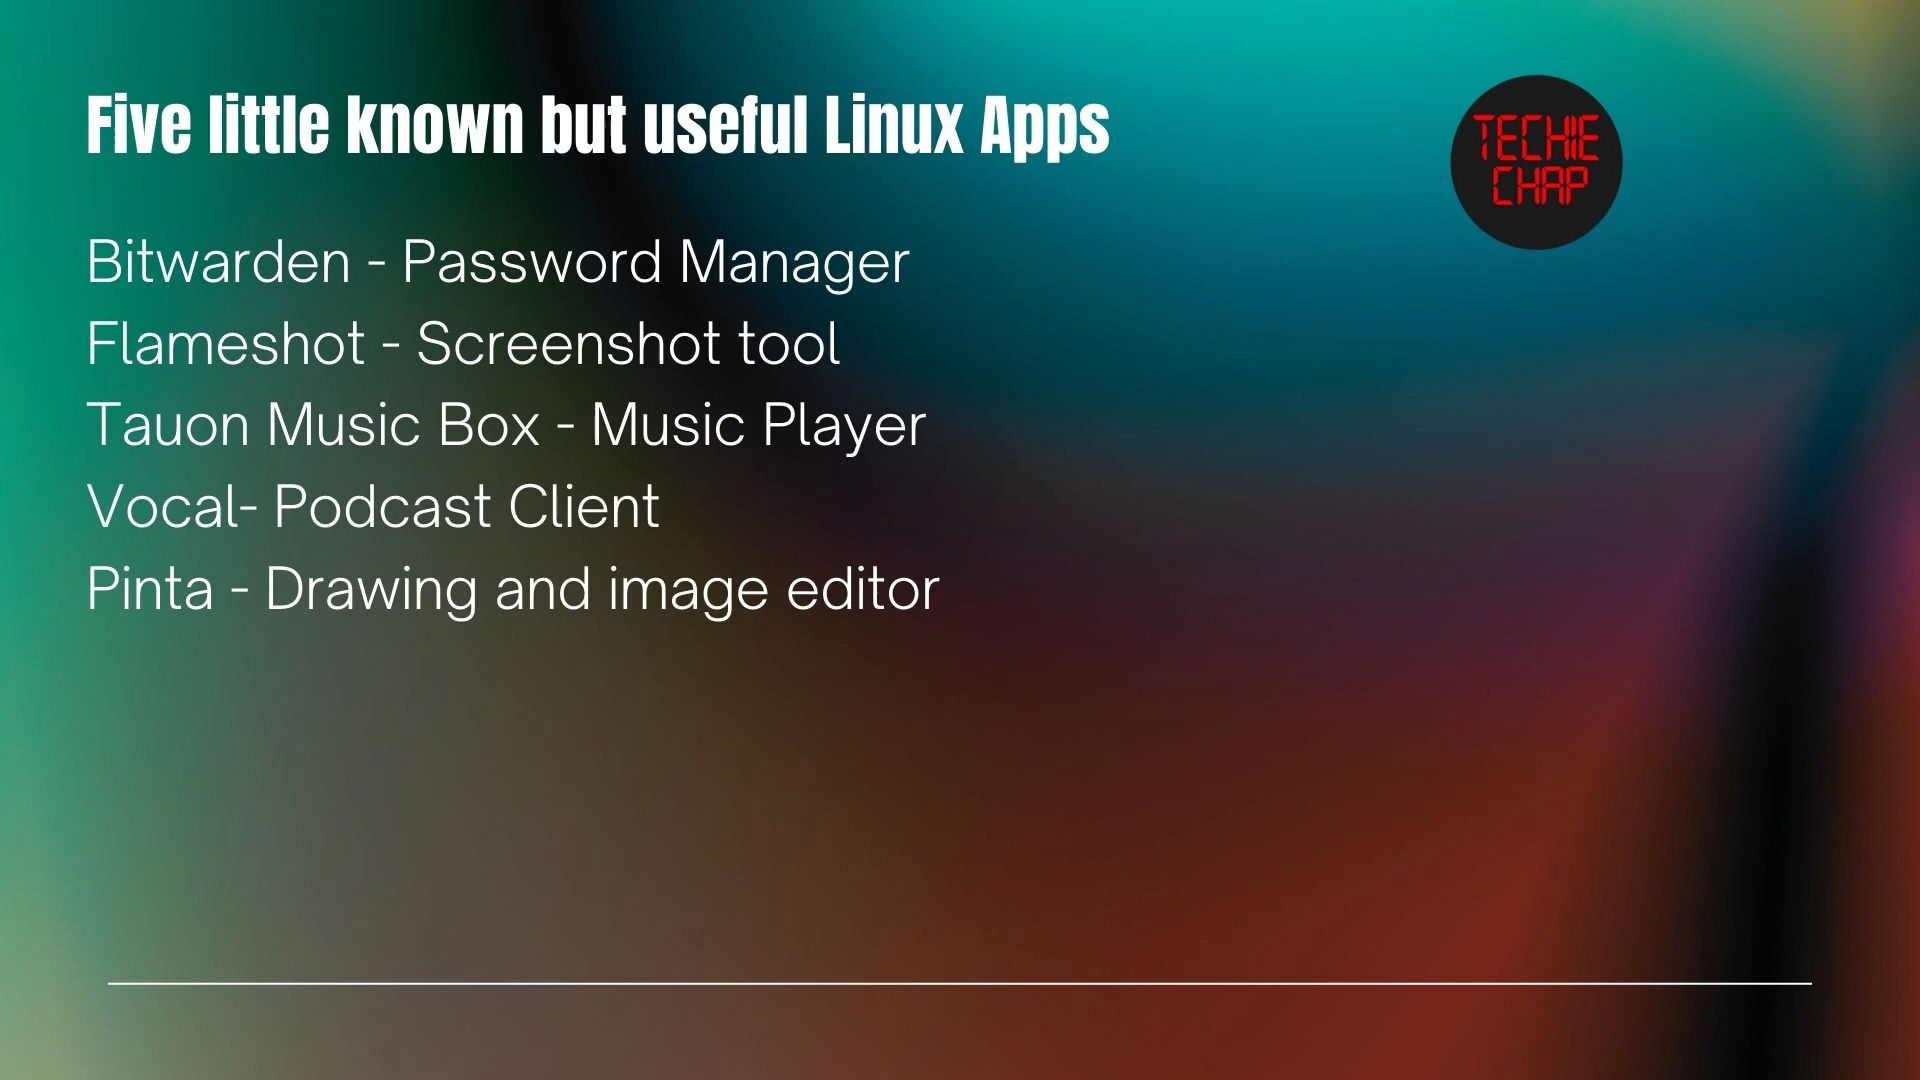 Five little known but useful Linux Apps
TECHIE
CHAP
Bitwarden - Password Manager
Flameshot - Screenshot tool
Tauon Music Box - Music Player
Vocal- Podcast Client
Pinta - Drawing and image editor